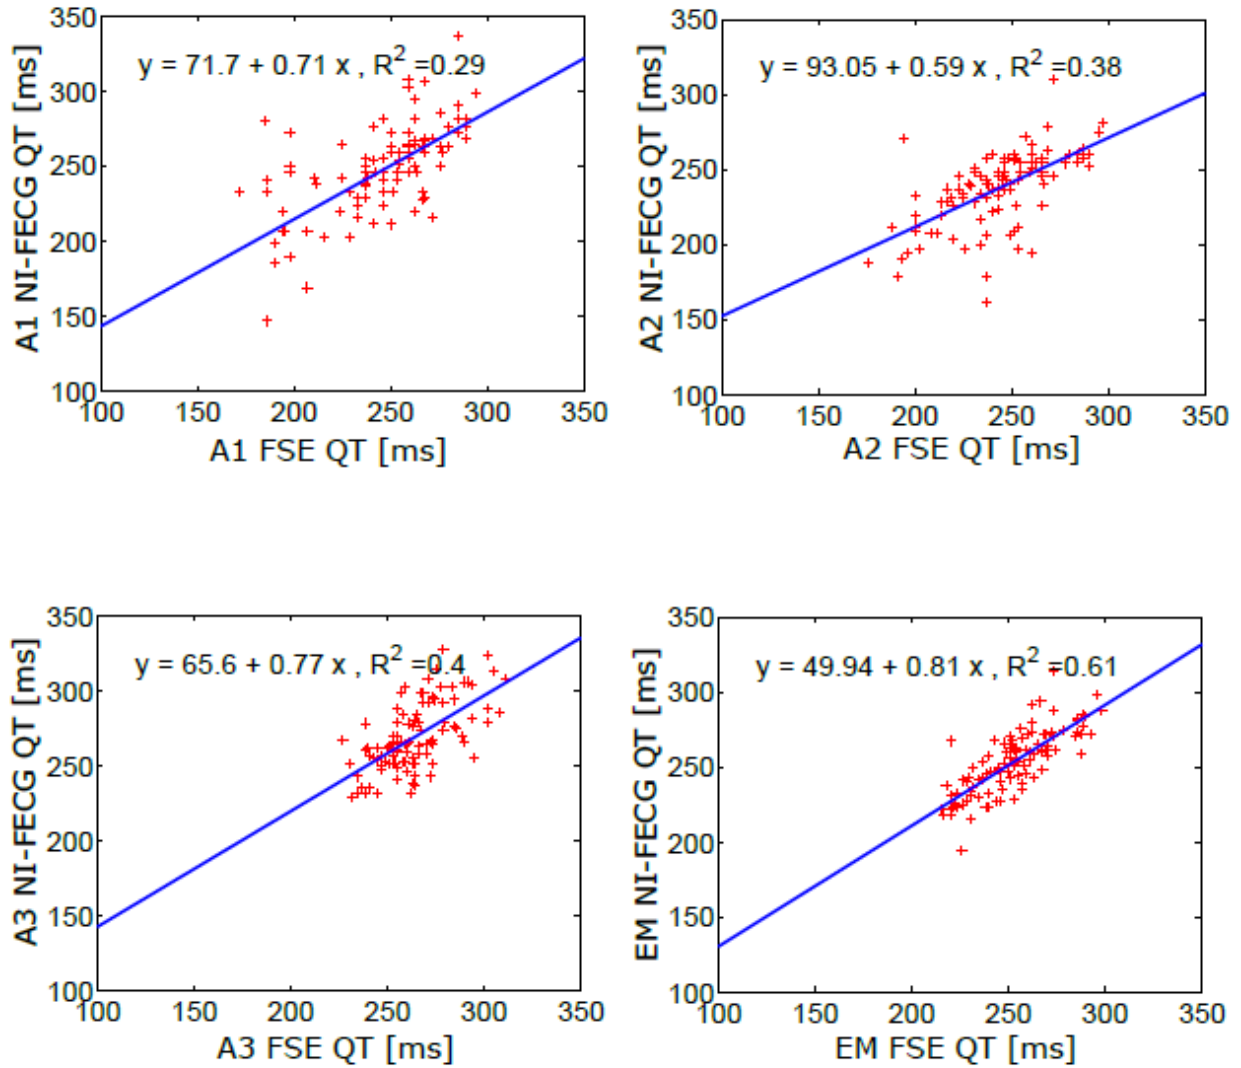 y = 71.7 + 0.71 x , R² =0.29
A1 NI-FECG QT [ms]
350
300
250
200
150
100
100 150 200 250 300 350
A1 FSE QT [ms]
y = 93.05 + 0.59 x , R² =0.38
A2 NI-FECG QT [ms]
350
300
250
200
150
100
100 150 200 250 300 350
A2 FSE QT [ms]
y = 65.6 + 0.77 x , R² =0.4
A3 NI-FECG QT [ms]
350
300
250
200
150
100
100 150 200 250 300 350
A3 FSE QT [ms]
y = 49.94 + 0.81 x , R² =0.61
EM NI-FECG QT [ms]
350
300
250
200
150
100
100 150 200 250 300 350
EM FSE QT [ms]